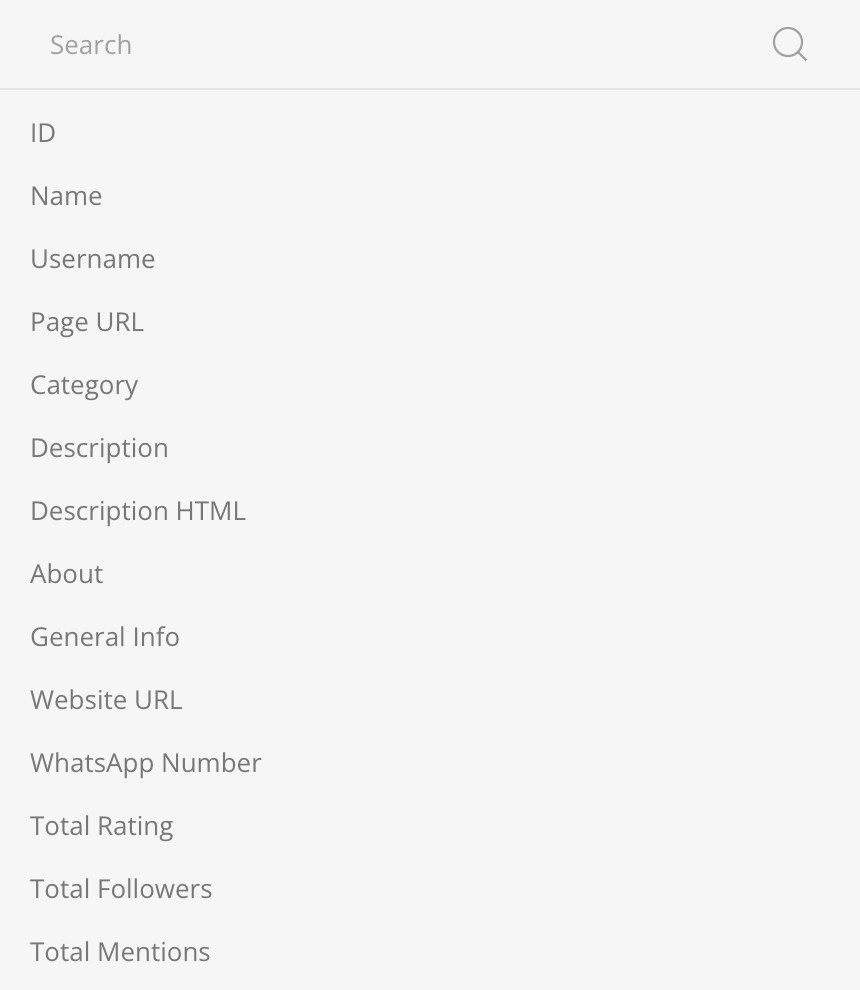 Search
ID
Name
Username
Page URL
Category
Description
Description HTML
About
General Info
Website URL
WhatsApp Number
Total Rating
Total Followers
Total Mentions